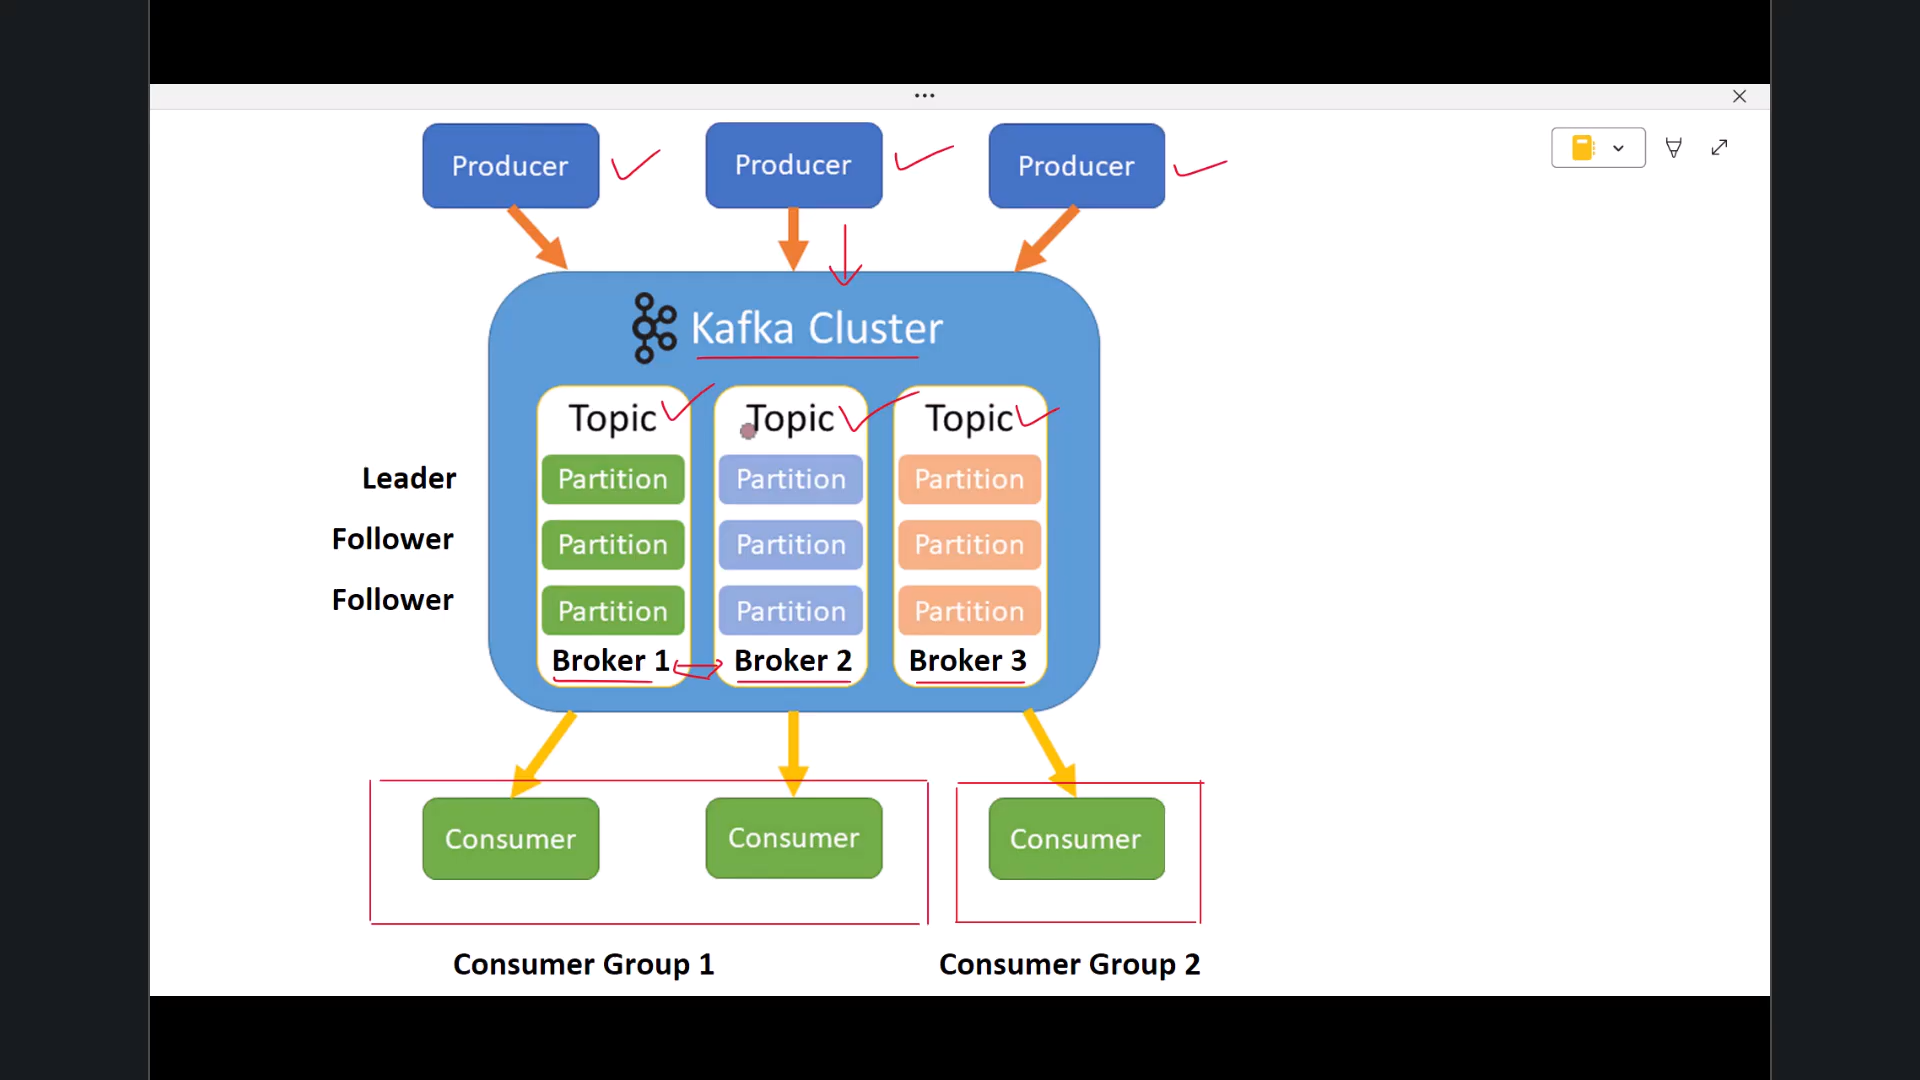 Producer Producer Producer
Kafka Cluster
Topic Topic Topic
Leader Partition Partition Partition
Follower Partition Partition Partition
Follower Partition Partition Partition
Broker 1 Broker 2 Broker 3
Consumer Consumer Consumer
Consumer Group 1 Consumer Group 2